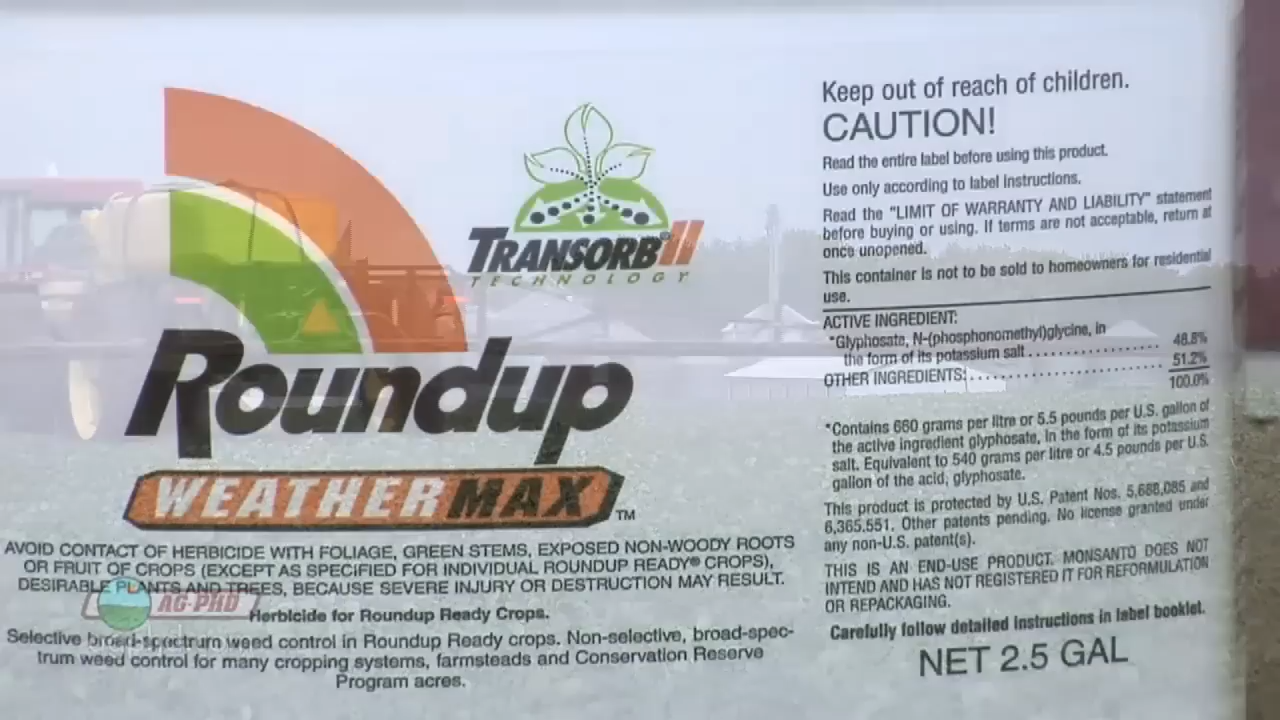 TRANSORB® II
TECHNOLOGY
Roundup
WEATHERMAX™
AVOID CONTACT OF HERBICIDE WITH FOLIAGE, GREEN STEMS, EXPOSED NON-WOODY ROOTS
OR FRUIT OF CROPS (EXCEPT AS SPECIFIED FOR INDIVIDUAL ROUNDUP READY® CROPS),
DESIRABLE PLANTS AND TREES, BECAUSE SEVERE INJURY OR DESTRUCTION MAY RESULT.
AG-PHD
Herbicide for Roundup Ready Crops.
Selective broad-spectrum weed control in Roundup Ready crops. Non-selective, broad-spec-
trum weed control for many cropping systems, farmsteads and Conservation Reserve
Program acres.
Keep out of reach of children.
CAUTION!
Read the entire label before using this product.
Use only according to label instructions.
Read the "LIMIT OF WARRANTY AND LIABILITY" statement
before buying or using. If terms are not acceptable, return at
once unopened.
This container is not to be sold to homeowners for residential
use.
ACTIVE INGREDIENT:
*Glyphosate, N-(phosphonomethyl)glycine, in
the form of its potassium salt . . . . . . . . . . . . . . . . . . . . 48.8%
OTHER INGREDIENTS: . . . . . . . . . . . . . . . . . . . . . . . . . . . 51.2%
100.0%
*Contains 660 grams per litre or 5.5 pounds per U.S. gallon of
the active ingredient glyphosate, in the form of its potassium
salt. Equivalent to 540 grams per litre or 4.5 pounds per U.S.
gallon of the acid, glyphosate.
This product is protected by U.S. Patent Nos. 5,668,085 and
6,365,551. Other patents pending. No license granted under
any non-U.S. patent(s).
THIS IS AN END-USE PRODUCT. MONSANTO DOES NOT
INTEND AND HAS NOT REGISTERED IT FOR REFORMULATION
OR REPACKAGING.
Carefully follow detailed instructions in label booklet.
NET 2.5 GAL